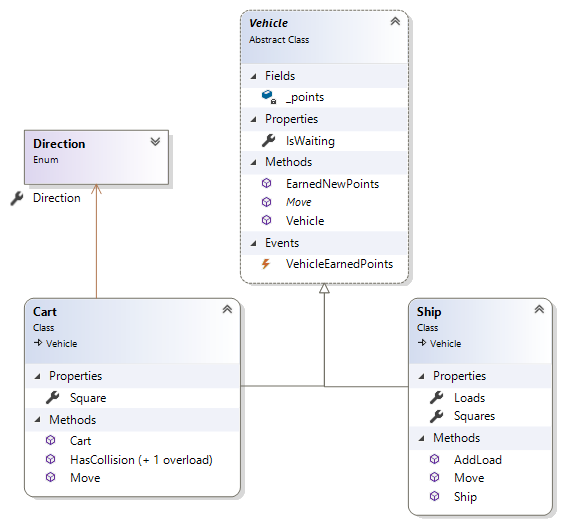 Vehicle
Abstract Class
Fields
_points
Properties
IsWaiting
Methods
EarnedNewPoints
Move
Vehicle
Events
VehicleEarnedPoints
Direction
Enum
Direction
Cart
Class
Vehicle
Properties
Square
Methods
Cart
HasCollision (+ 1 overload)
Move
Ship
Class
Vehicle
Properties
Loads
Squares
Methods
AddLoad
Move
Ship